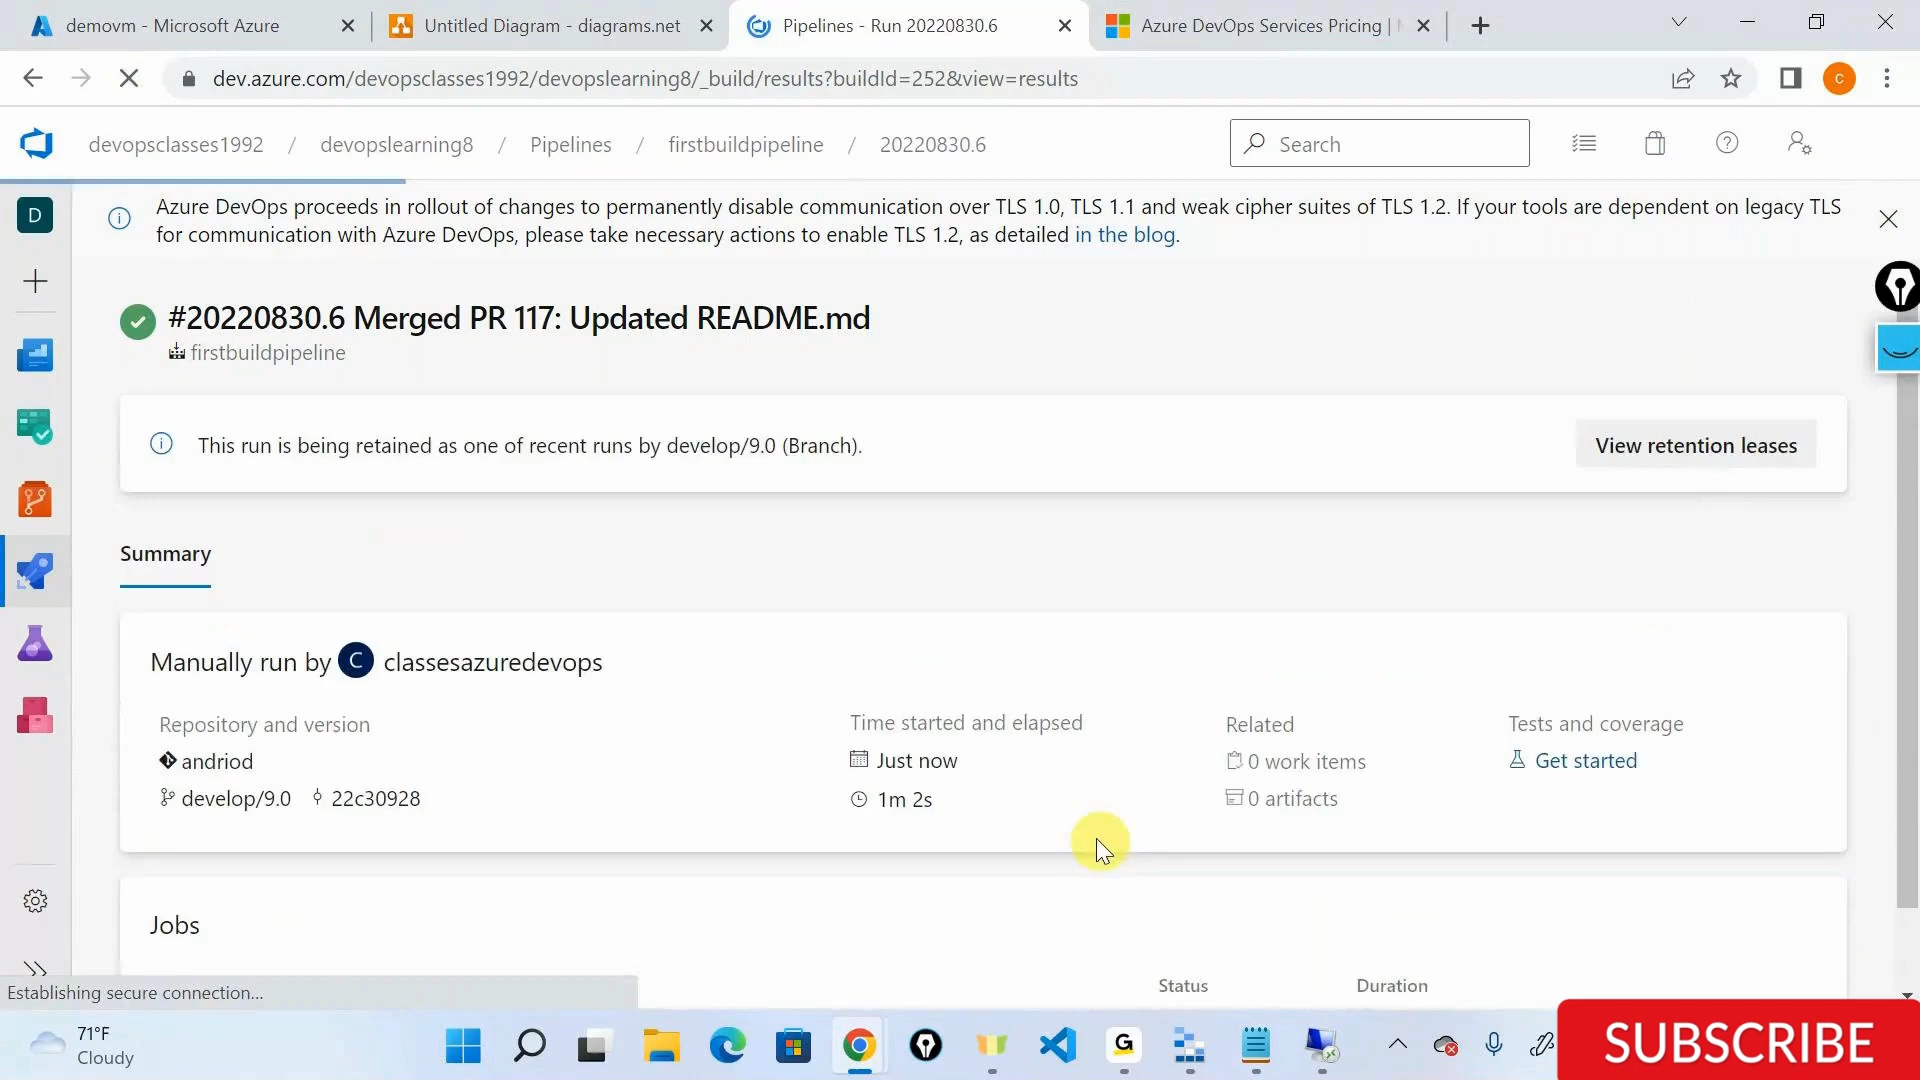 demovm - Microsoft Azure
Untitled Diagram - diagrams.net
Pipelines - Run 20220830.6
Azure DevOps Services Pricing |
dev.azure.com/devopsclasses1992/devopslearning8/_build/results?buildId=252&view=results
C
devopsclasses1992 / devopslearning8 / Pipelines / firstbuildpipeline / 20220830.6
Search
D
Azure DevOps proceeds in rollout of changes to permanently disable communication over TLS 1.0, TLS 1.1 and weak cipher suites of TLS 1.2. If your tools are dependent on legacy TLS
for communication with Azure DevOps, please take necessary actions to enable TLS 1.2, as detailed in the blog.
#20220830.6 Merged PR 117: Updated README.md
firstbuildpipeline
This run is being retained as one of recent runs by develop/9.0 (Branch).
View retention leases
Summary
Manually run by C classesazuredevops
Repository and version
Time started and elapsed
Related
Tests and coverage
andriod
Just now
0 work items
Get started
develop/9.0 22c30928
1m 2s
0 artifacts
Jobs
Status
Duration
Establishing secure connection...
71°F
Cloudy
G
SUBSCRIBE